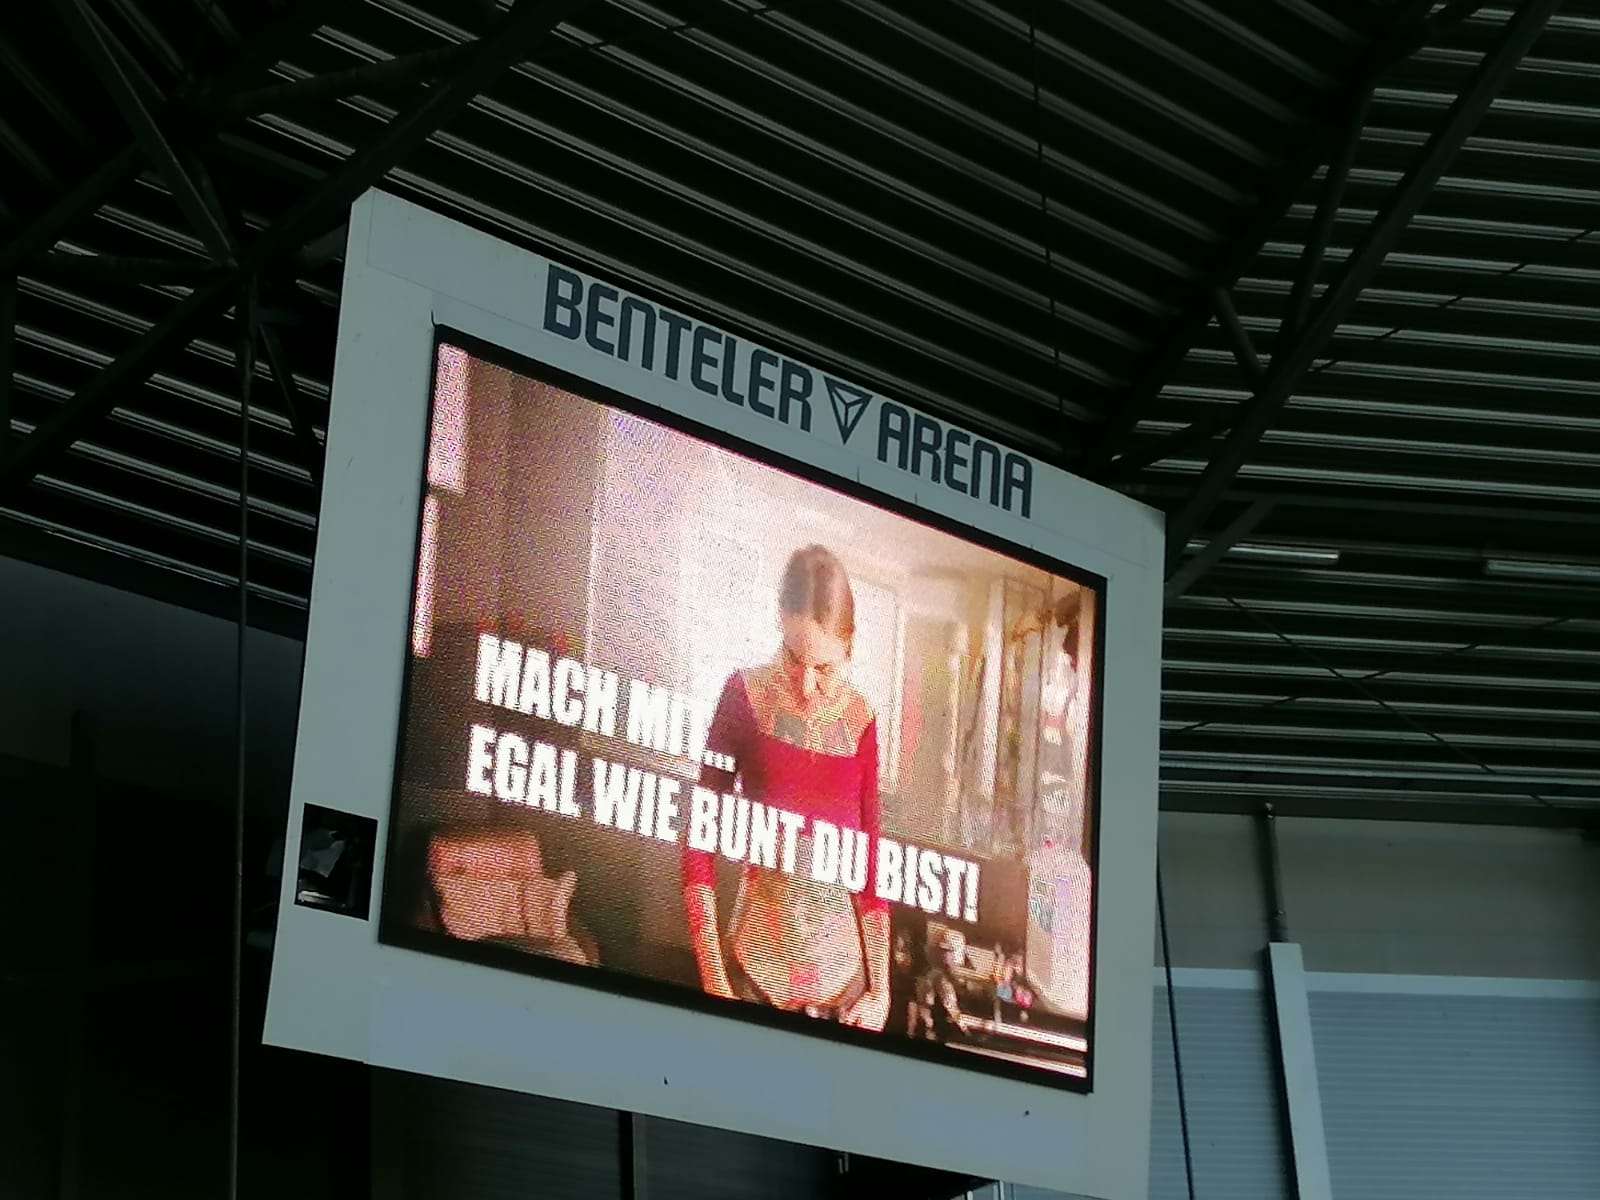 BENTELER ARENA
MACH MIT...
EGAL WIE BUNT DU BIST!